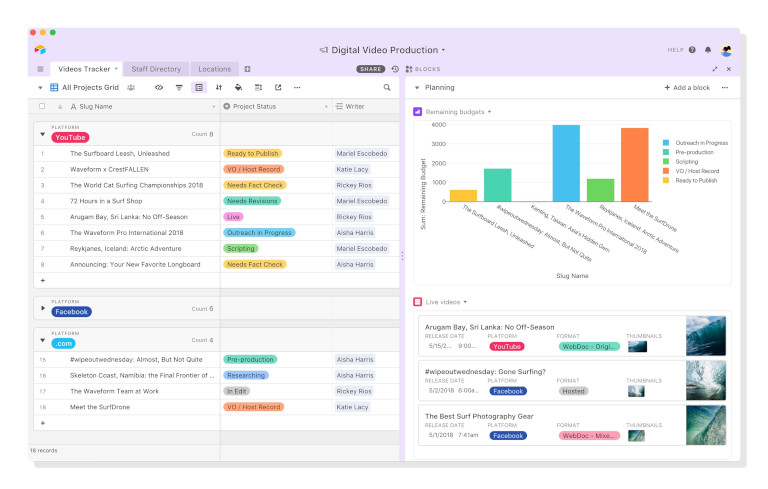 Digital Video Production
HELP
Videos Tracker
Staff Directory
Locations
SHARE
BLOCKS
All Projects Grid
Planning
+ Add a block
A Slug Name
Project Status
Writer
PLATFORM
YouTube
Count 8
1 The Surfboard Leash, Unleashed Ready to Publish Mariel Escobedo
2 Waveform x CrestFALLEN VO / Host Record Katie Lacy
3 The World Cat Surfing Championships 2018 Needs Fact Check Rickey Rios
4 72 Hours in a Surf Shop Needs Revisions Mariel Escobedo
5 Arugam Bay, Sri Lanka: No Off-Season Live Rickey Rios
6 The Waveform Pro International 2018 Outreach in Progress Aisha Harris
7 Reykjanes, Iceland: Arctic Adventure Scripting Mariel Escobedo
8 Announcing: Your New Favorite Longboard Needs Fact Check Aisha Harris
+
PLATFORM
Facebook
Count 6
PLATFORM
.com
Count 4
15 #wipeoutwednesday: Almost, But Not Quite Pre-production Aisha Harris
16 Skeleton Coast, Namibia: the Final Frontier of ... Researching Aisha Harris
17 The Waveform Team at Work In Edit Rickey Rios
18 Meet the SurfDrone VO / Host Record Katie Lacy
+
18 records
Remaining budgets
Sum: Remaining Budget
4000
3000
2000
1000
0
The Surfboard Leash, Unleashed
#wipeoutwednesday: Almost, But Not Quite
Kenting, Taiwan: Asia's Hidden Gem
The Waveform Pro International 2018
Reykjanes, Iceland: Arctic Adventure
Meet the SurfDrone
Slug Name
Outreach in Progress
Pre-production
Scripting
VO / Host Record
Ready to Publish
Live videos
Arugam Bay, Sri Lanka: No Off-Season
RELEASE DATE FORMAT THUMBNAILS
PLATFORM
5/15/2... 9:00... YouTube WebDoc - Origi...
#wipeoutwednesday: Gone Surfing?
RELEASE DATE PLATFORM FORMAT THUMBNAILS
5/2/2018 6:00a... Facebook Hosted
The Best Surf Photography Gear
RELEASE DATE PLATFORM FORMAT THUMBNAILS
5/1/2018 7:41am Facebook WebDoc - Mixe...